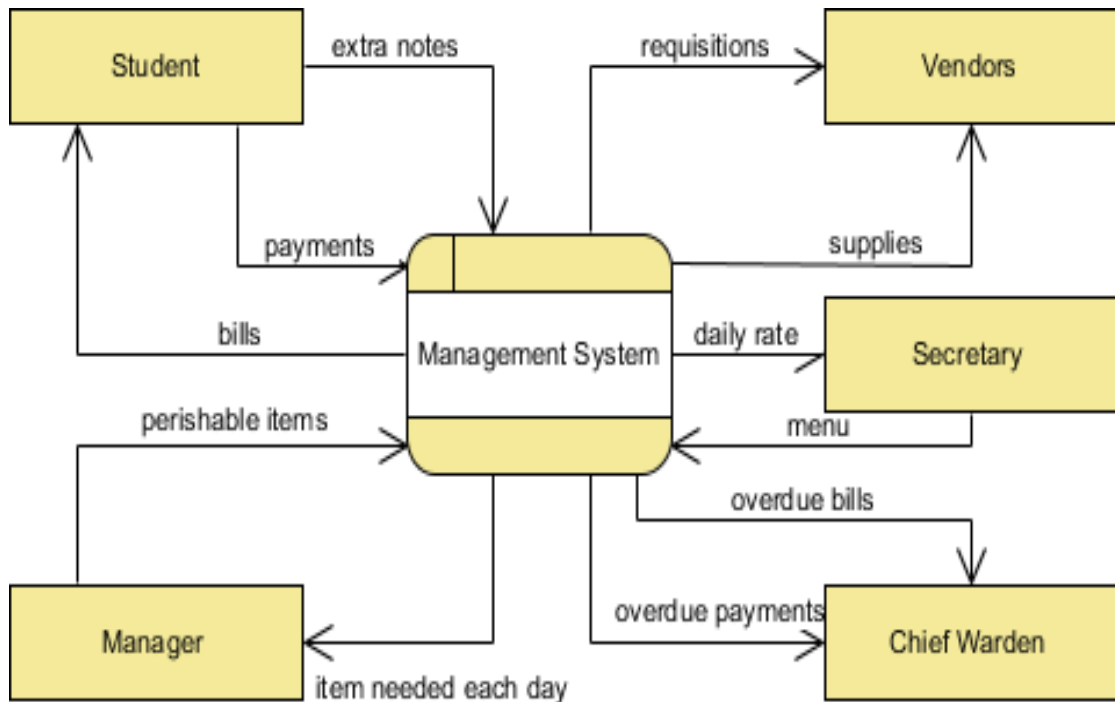 extra notes
requisitions
Student
Vendors
payments
supplies
bills
Management System
daily rate
Secretary
perishable items
menu
overdue bills
Manager
overdue payments
Chief Warden
item needed each day